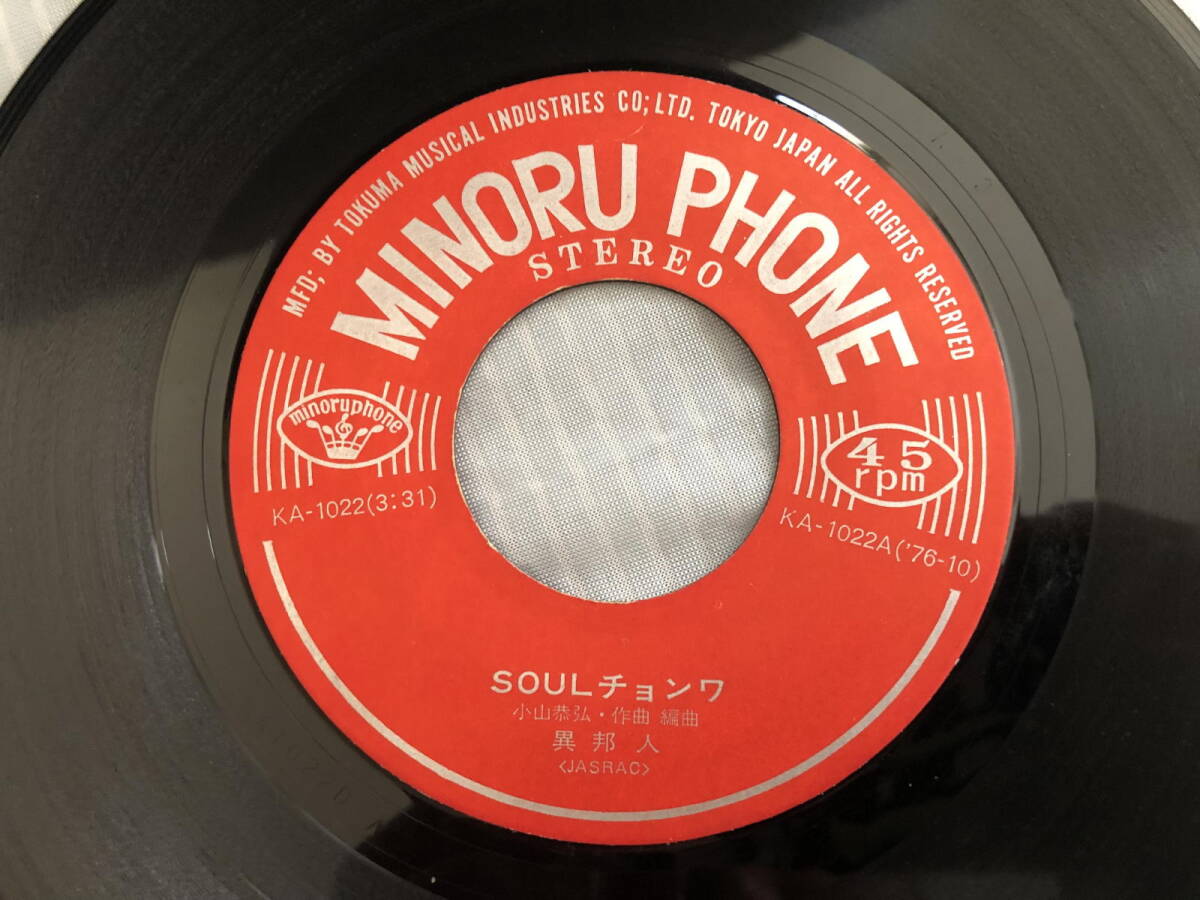 MFD; BY TOKUMA MUSICAL INDUSTRIES CO; LTD. TOKYO JAPAN ALL RIGHTS RESERVED
MINORU PHONE
STEREO
minoruphone
45
rpm
KA-1022(3:31)
KA-1022A('76-10)
SOULチョンワ
小山恭弘・作曲 編曲
異邦人
<JASRAC>